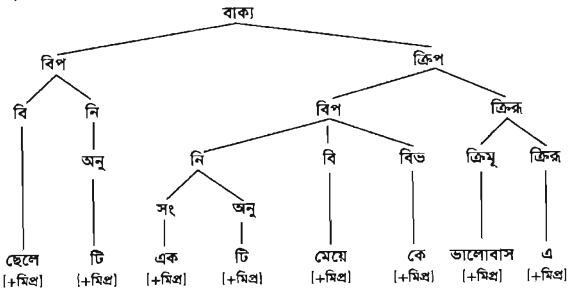 বাক্য
বিপ ক্রিপ
বি নি বিপ ক্রিরূ
অনু নি বি বিভ ক্রিমূ ক্রিরূ
সং অনু
ছেলে টি এক টি মেয়ে কে ভালোবাস এ
[+মিপ্র] [+মিপ্র] [+মিপ্র] [+মিপ্র] [+মিপ্র] [+মিপ্র] [+মিপ্র] [+মিপ্র]